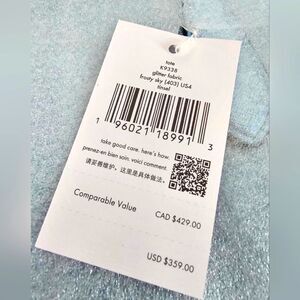 tote
K9328
glitter fabric
frosty sky (403) US4
tinsel
1 96021 18991 3
take good care. here's how.
prenez-en bien soin. voici comment
请妥善维护，这里是具体做法。
Comparable Value
CAD $429.00
USD $359.00